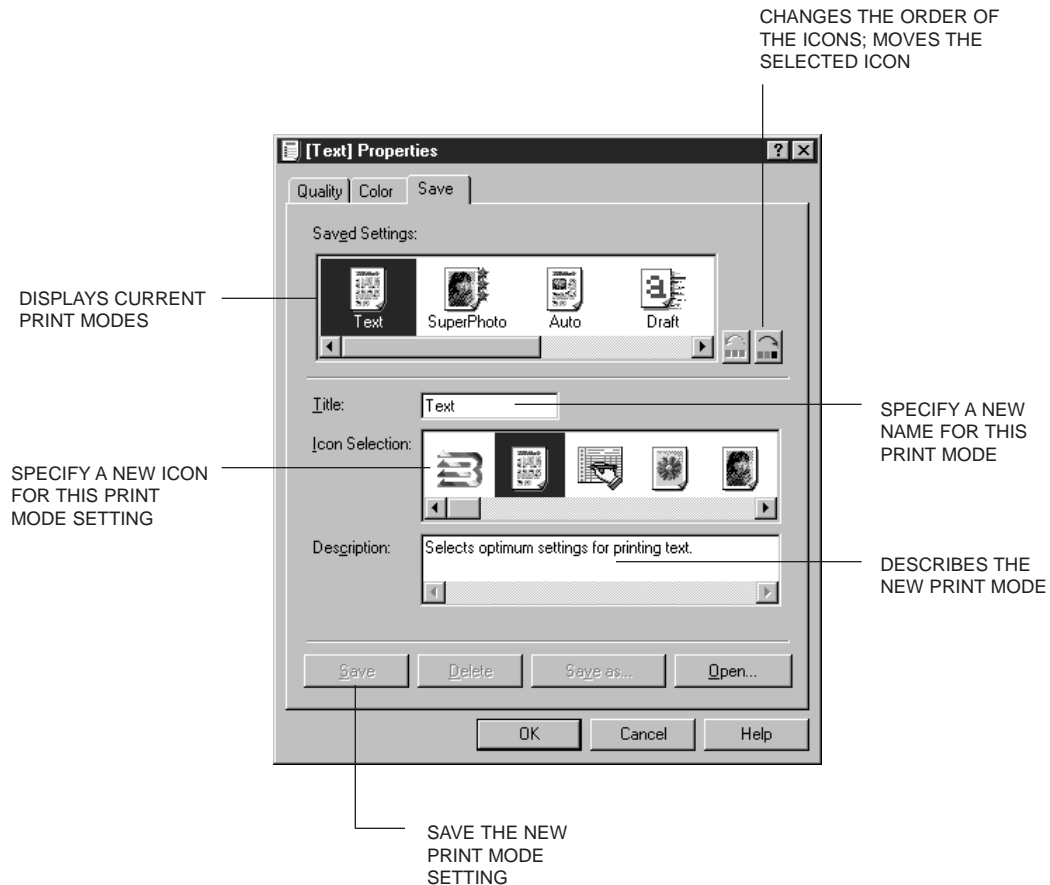 CHANGES THE ORDER OF
THE ICONS; MOVES THE
SELECTED ICON
[Text] Properties
Quality Color Save
Saved Settings:
DISPLAYS CURRENT
PRINT MODES
Text SuperPhoto Auto Draft
Title: Text
SPECIFY A NEW
NAME FOR THIS
PRINT MODE
Icon Selection:
SPECIFY A NEW ICON
FOR THIS PRINT
MODE SETTING
Description: Selects optimum settings for printing text.
DESCRIBES THE
NEW PRINT MODE
Save Delete Save as... Open...
OK Cancel Help
SAVE THE NEW
PRINT MODE
SETTING